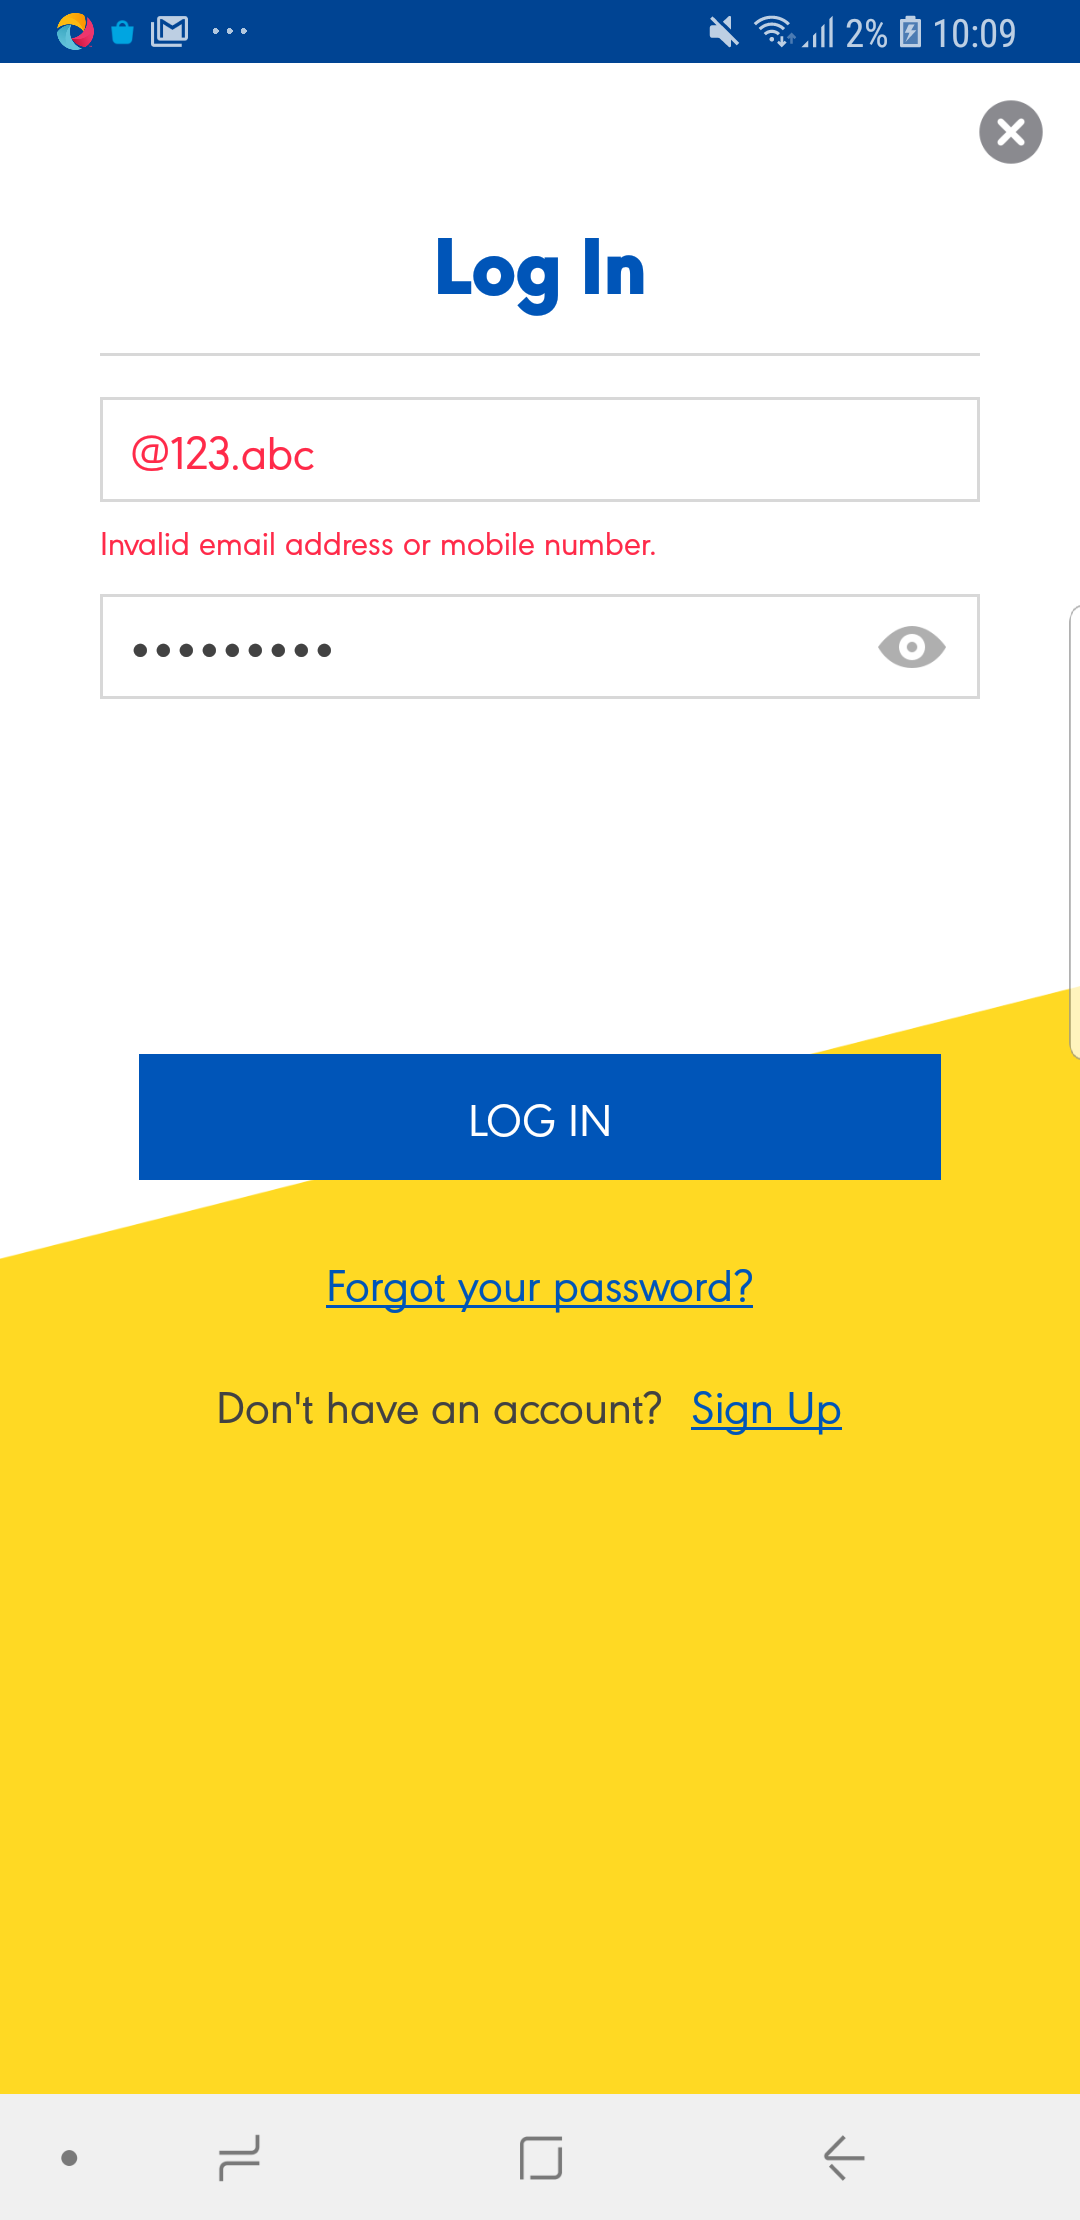 2% 10:09
Log In
@123.abc
Invalid email address or mobile number.
•••••••••
LOG IN
Forgot your password?
Don't have an account? Sign Up